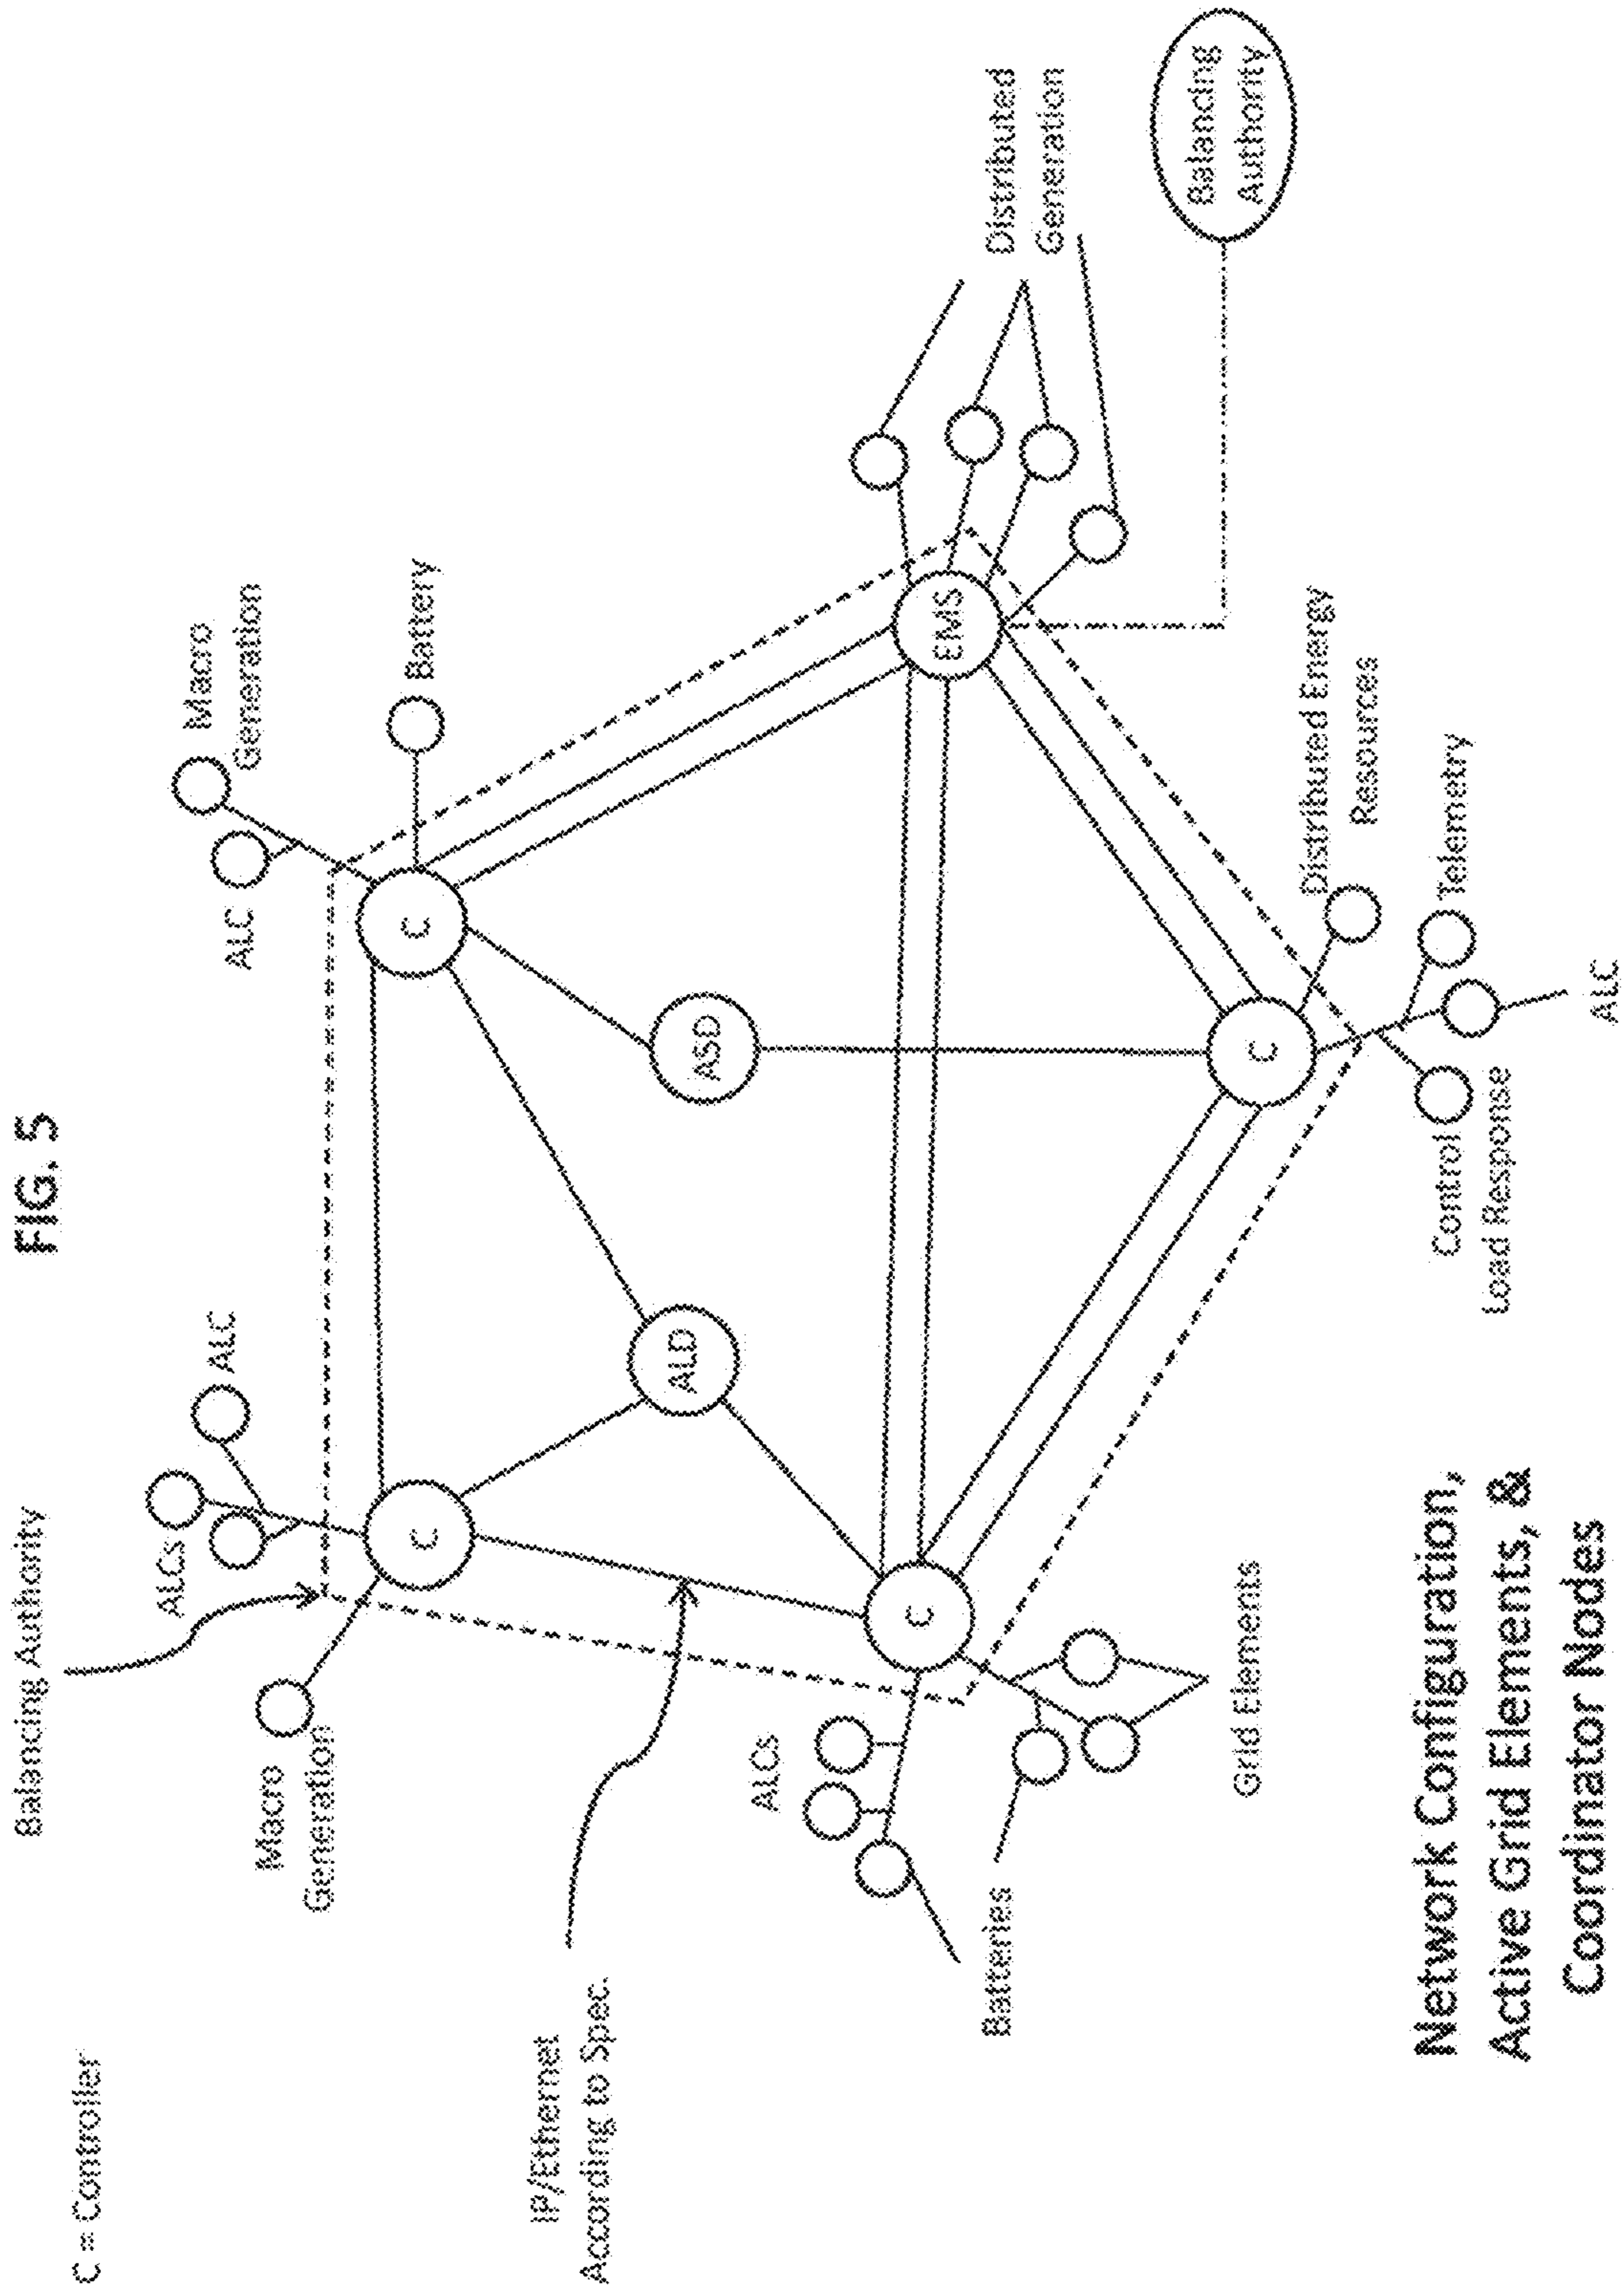 FIG. 5
C = Controller
Balancing Authority
Macro
Generation
ALCs
ALC
ALC
Macro
Generation
Battery
IP/Ethernet
According to Spec.
C
C
ALD
ASD
ALCs
Batteries
C
EMS
Distributed
Generation
Grid Elements
C
Balancing
Authority
Distributed Energy
Resources
Telemetry
Control
Load Response
ALC
Network Configuration,
Active Grid Elements, &
Coordinator Nodes